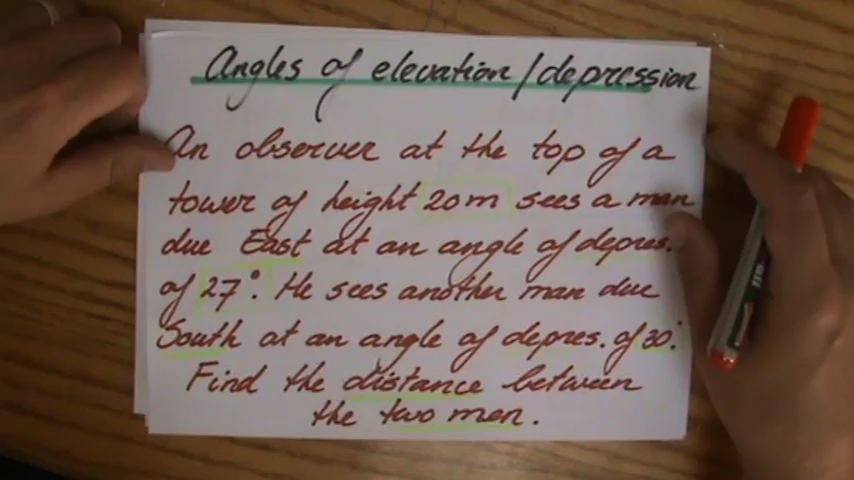 Angles of elevation/depression
An observer at the top of a
tower of height 20m sees a man
due East at an angle of depres.
of 27°. He sees another man due
South at an angle of depres. of 30°.
Find the distance between
the two men.